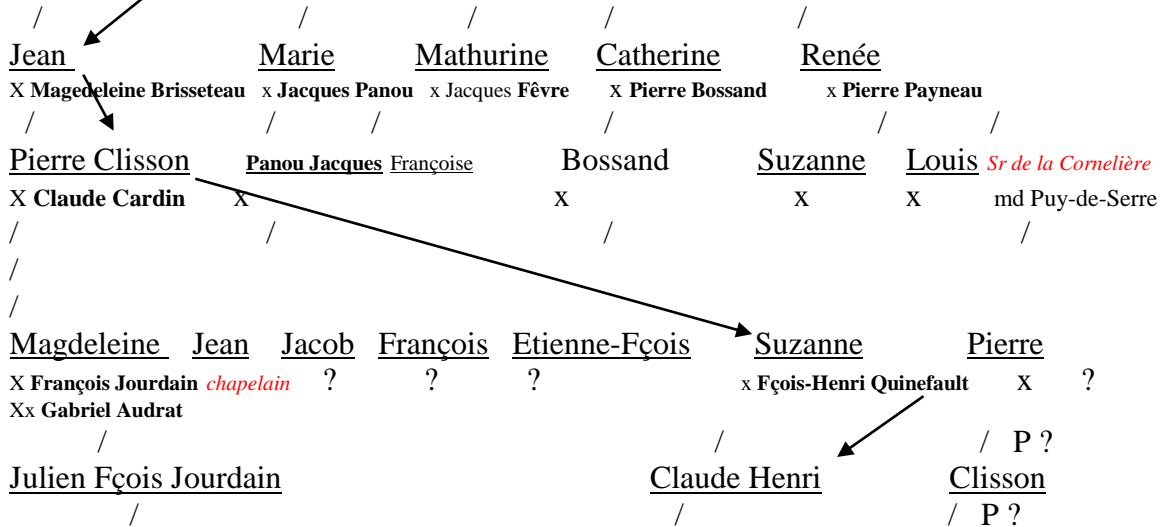 / / / / /
Jean Marie Mathurine Catherine Renée
X Magedeleine Brisseteau x Jacques Panou x Jacques Fêvre x Pierre Bossand x Pierre Payneau
/ / / / / /
Pierre Clisson Panou Jacques Françoise Bossand Suzanne Louis Sr de la Cornelière
X Claude Cardin x x x x md Puy-de-Serre
/ / / /
/
/
Magdeleine Jean Jacob François Etienne-Fçois Suzanne Pierre
X François Jourdain chapelain ? ? ? x Fçois-Henri Quinefault x ?
Xx Gabriel Audrat
/ / / P ?
Julien Fçois Jourdain Claude Henri Clisson
/ / / P ?